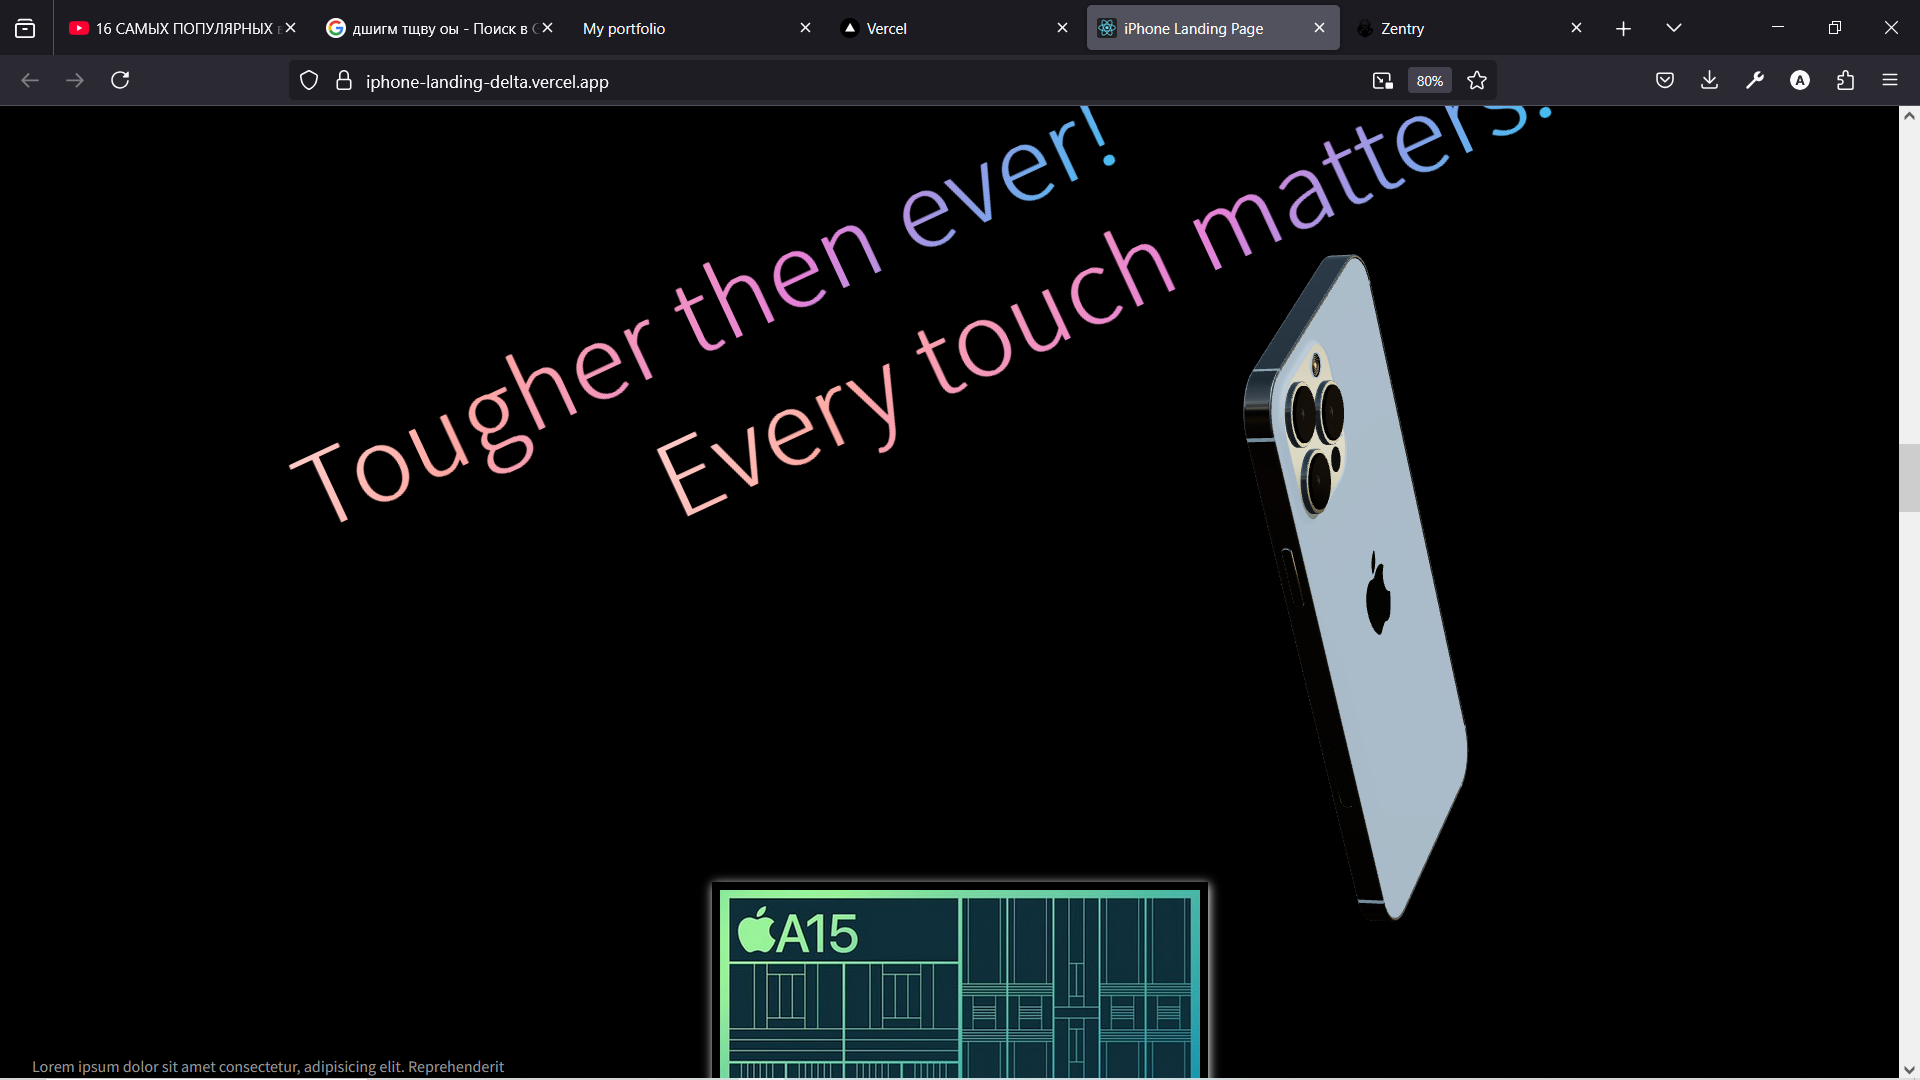 16 САМЫХ ПОПУЛЯРНЫХ
дшигм тщву оы - Поиск в
My portfolio
Vercel
iPhone Landing Page
Zentry
iphone-landing-delta.vercel.app
80%
A
Tougher then ever!
Every touch matters.
A15
Lorem ipsum dolor sit amet consectetur, adipisicing elit. Reprehenderit